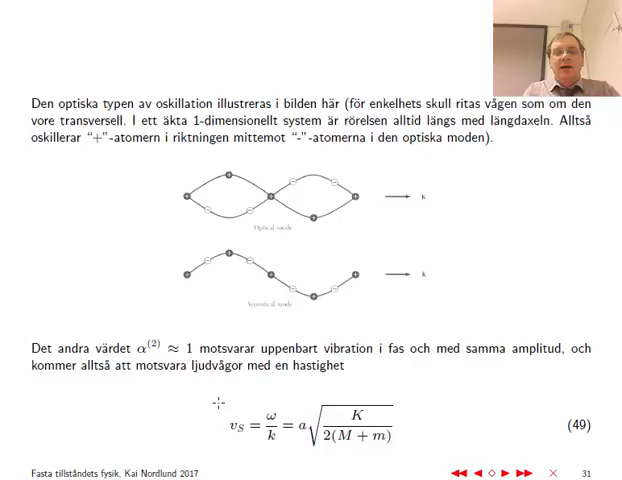 Den optiska typen av oskillation illustreras i bilden här (för enkelhets skull ritas vågen som om den
vore transversell. I ett äkta 1-dimensionellt system är rörelsen alltid längs med längdaxeln. Alltså
oskillerar “+”-atomern i riktningen mittemot “-”-atomerna i den optiska moden).
k
Optical mode
k
Acoustical mode
Det andra värdet α^(2) ≈ 1 motsvarar uppenbart vibration i fas och med samma amplitud, och
kommer alltså att motsvara ljudvågor med en hastighet
v_S = ω/k = a√(K/(2(M + m))) (49)
Fasta tillståndets fysik, Kai Nordlund 2017 31